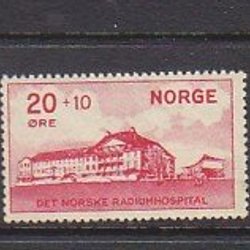 20 + 10 NORGE
ØRE
DET NORSKE RADIUMHOSPITAL